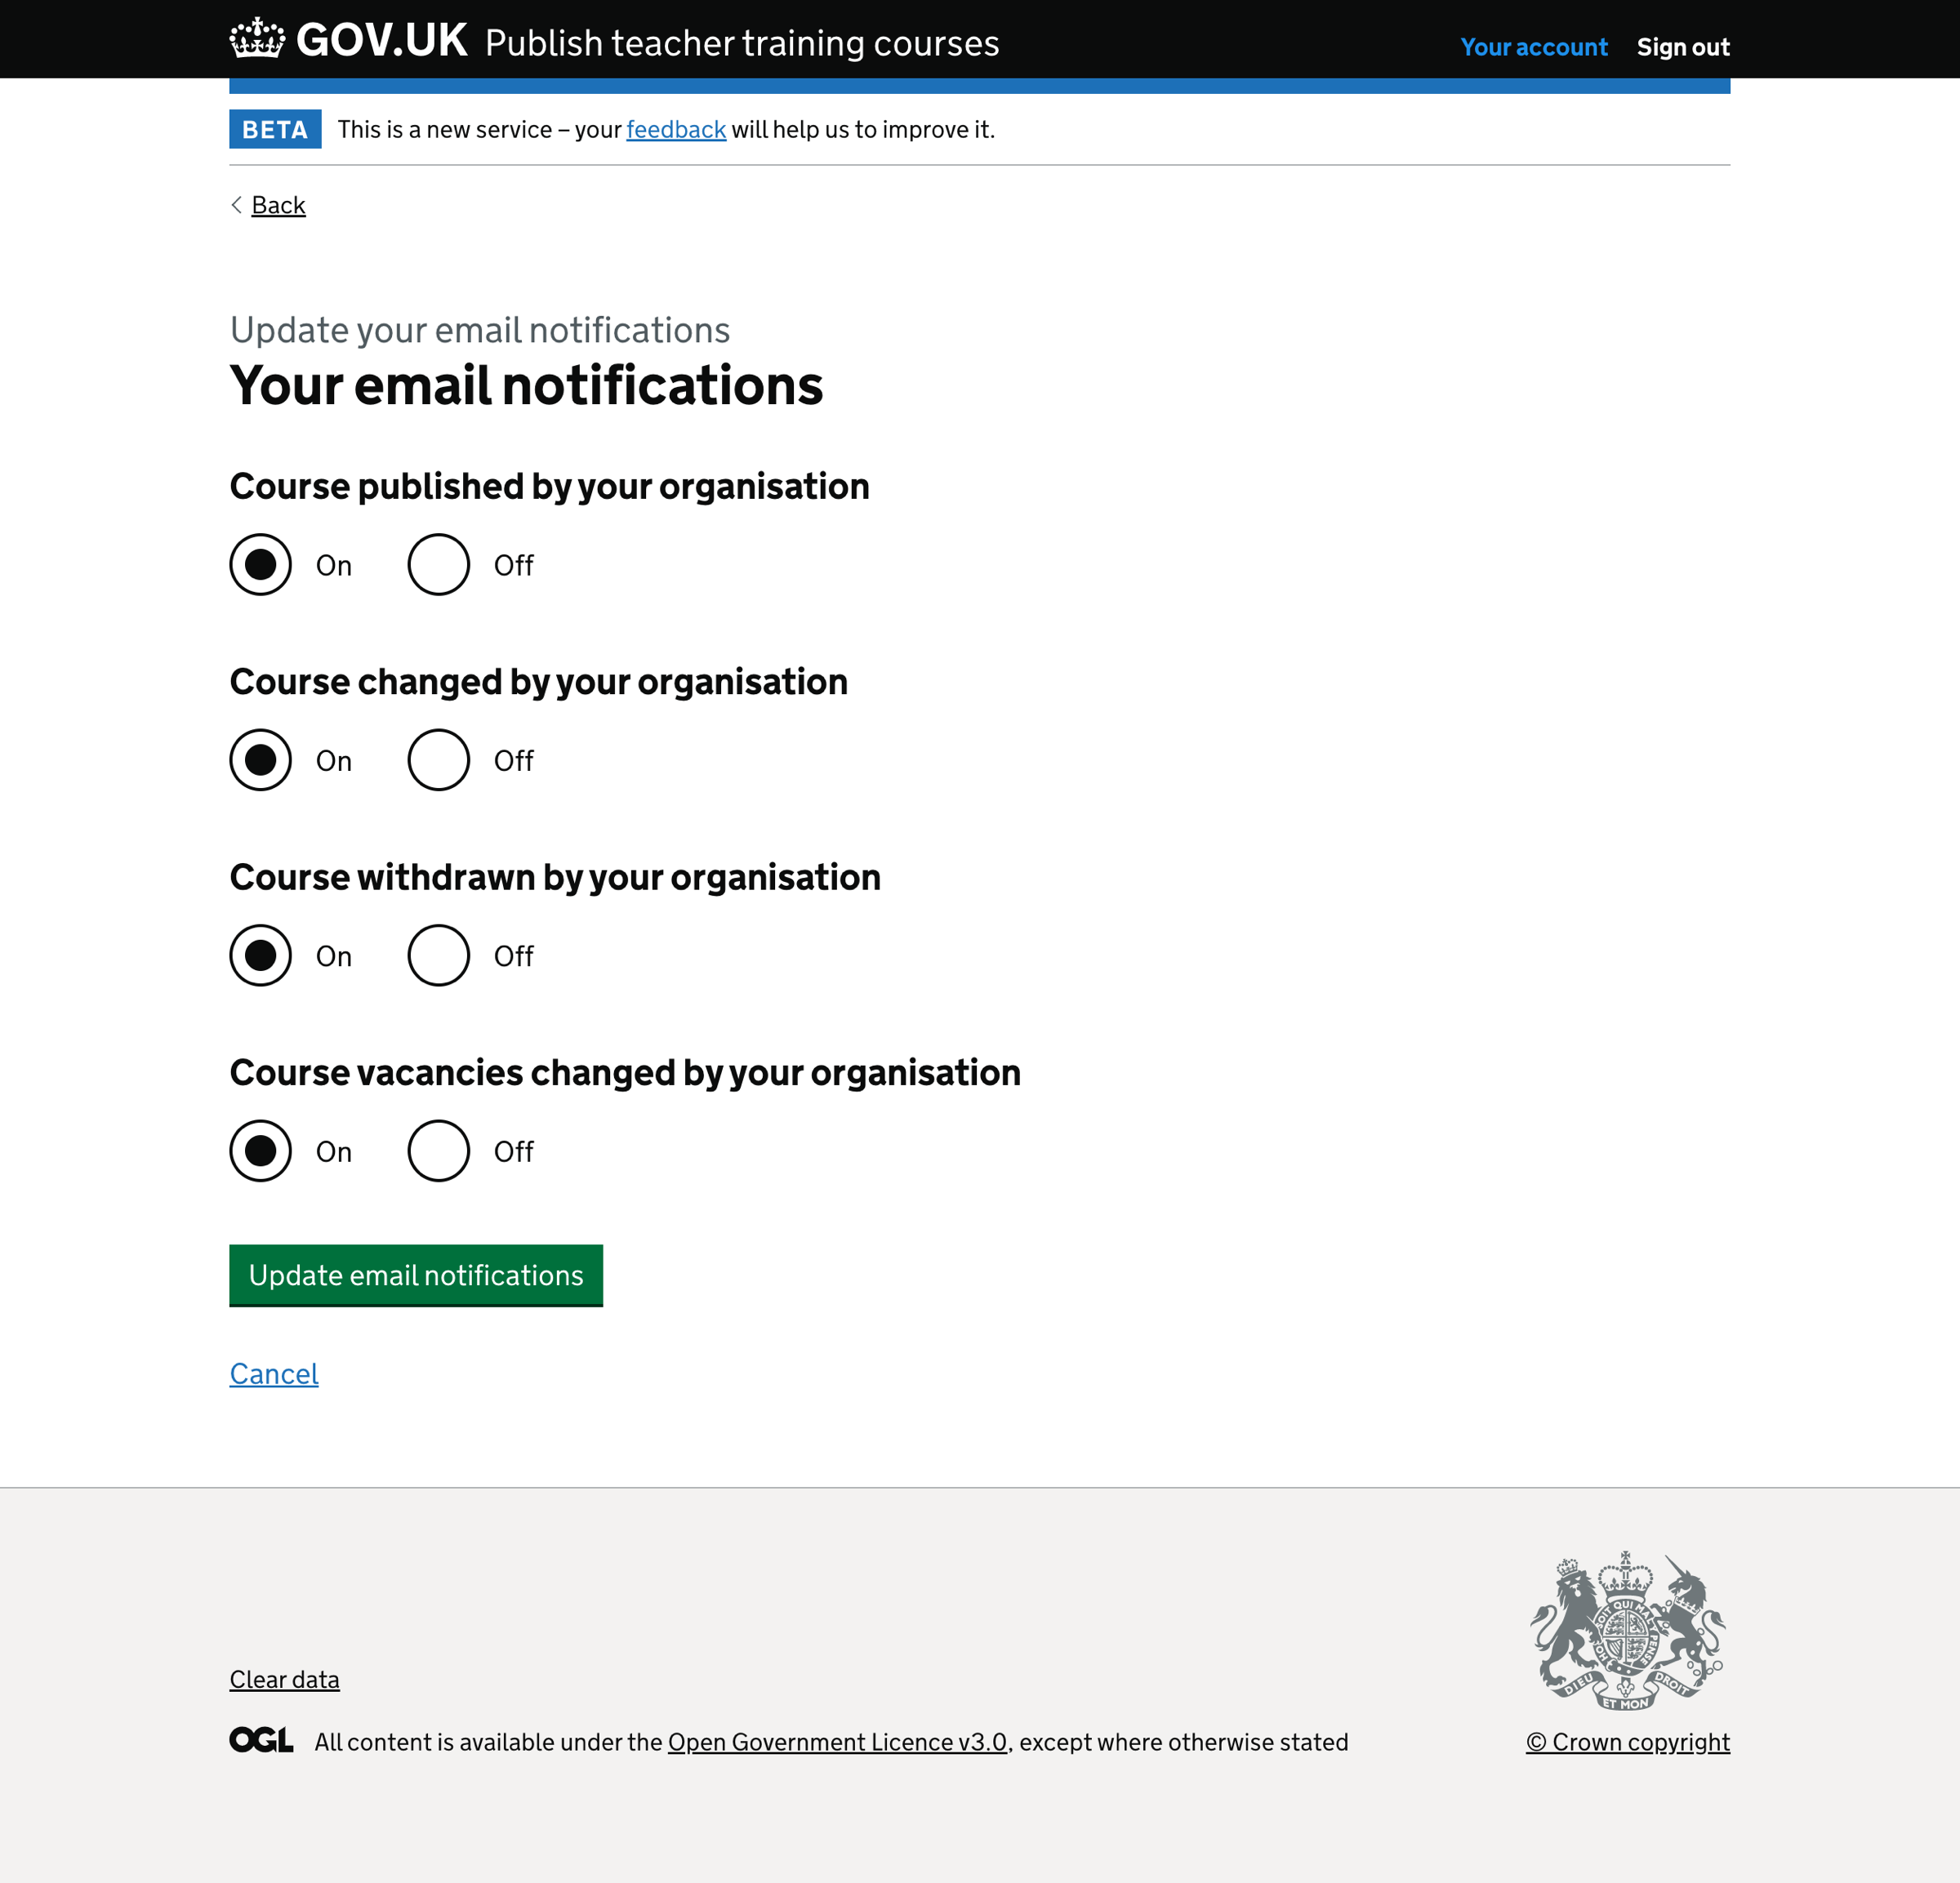 GOV.UK Publish teacher training courses
Your account Sign out
BETA This is a new service – your feedback will help us to improve it.
Back
Update your email notifications
Your email notifications
Course published by your organisation
On Off
Course changed by your organisation
On Off
Course withdrawn by your organisation
On Off
Course vacancies changed by your organisation
On Off
Update email notifications
Cancel
Clear data
OGL All content is available under the Open Government Licence v3.0, except where otherwise stated
DIEU ET MON DROIT
© Crown copyright